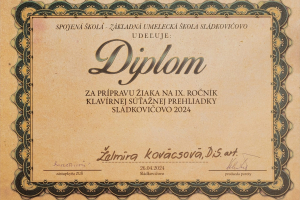 SPOJENÁ ŠKOLA - ZÁKLADNÁ UMELECKÁ ŠKOLA SLÁDKOVIČOVO
UDEĽUJE:
Diplom
ZA PRÍPRAVU ŽIAKA NA IX. ROČNÍK
KLAVÍRNEJ SÚŤAŽNEJ PREHLIADKY
SLÁDKOVIČOVO 2024
Želmíra Kovácsová, DiS. art.
Sládkovičovo